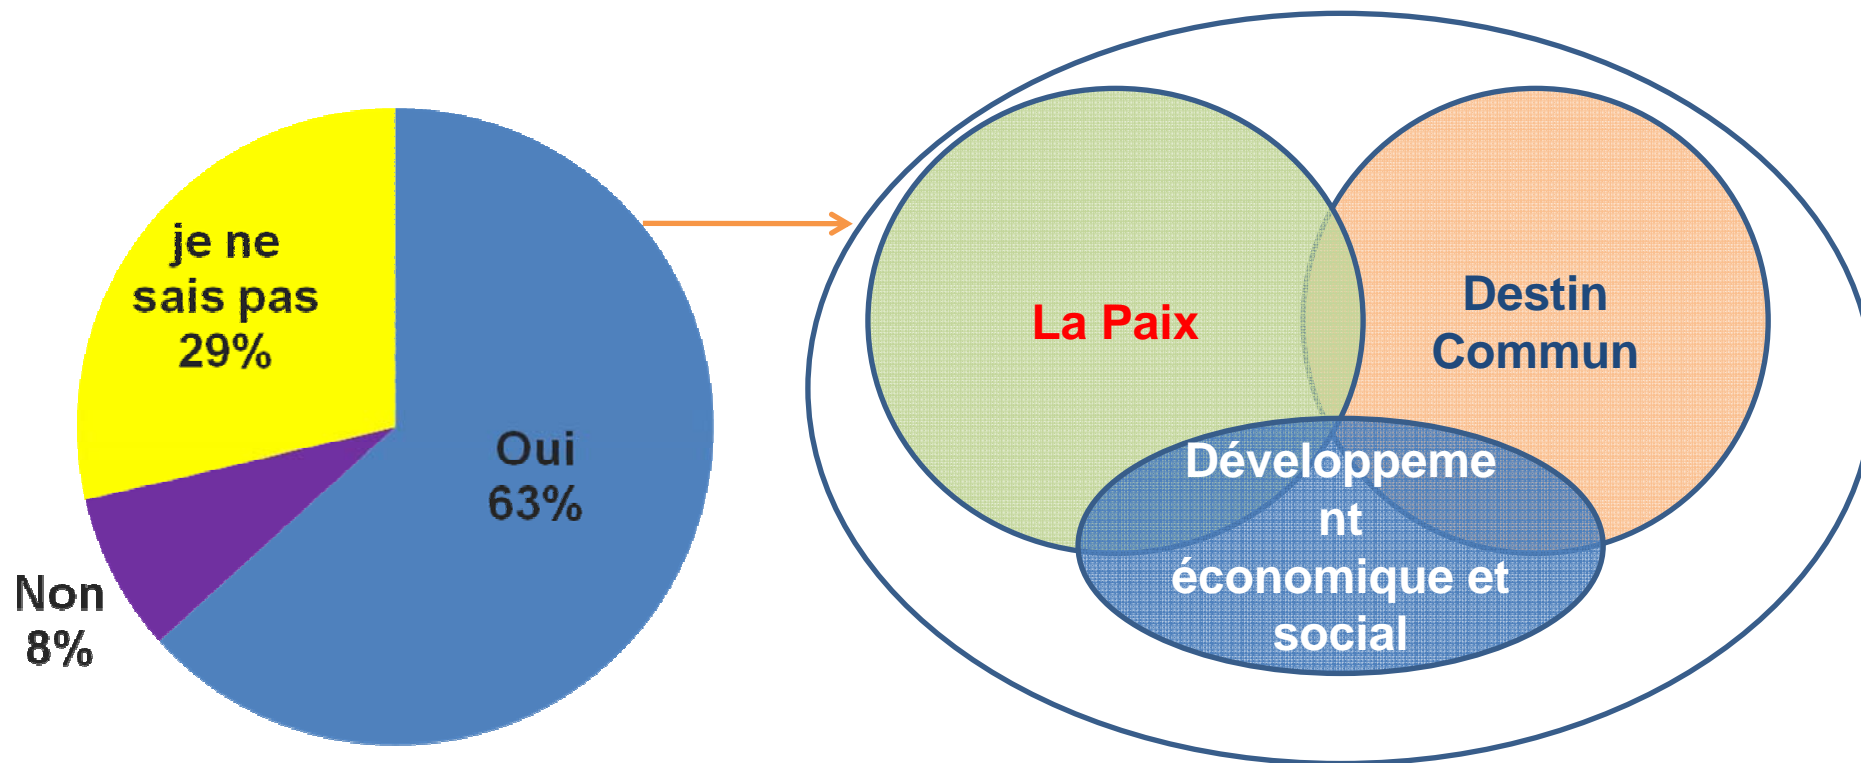 je ne
sais pas
29%
Oui
63%
Non
8%
La Paix
Destin
Commun
Développeme
nt
économique et
social